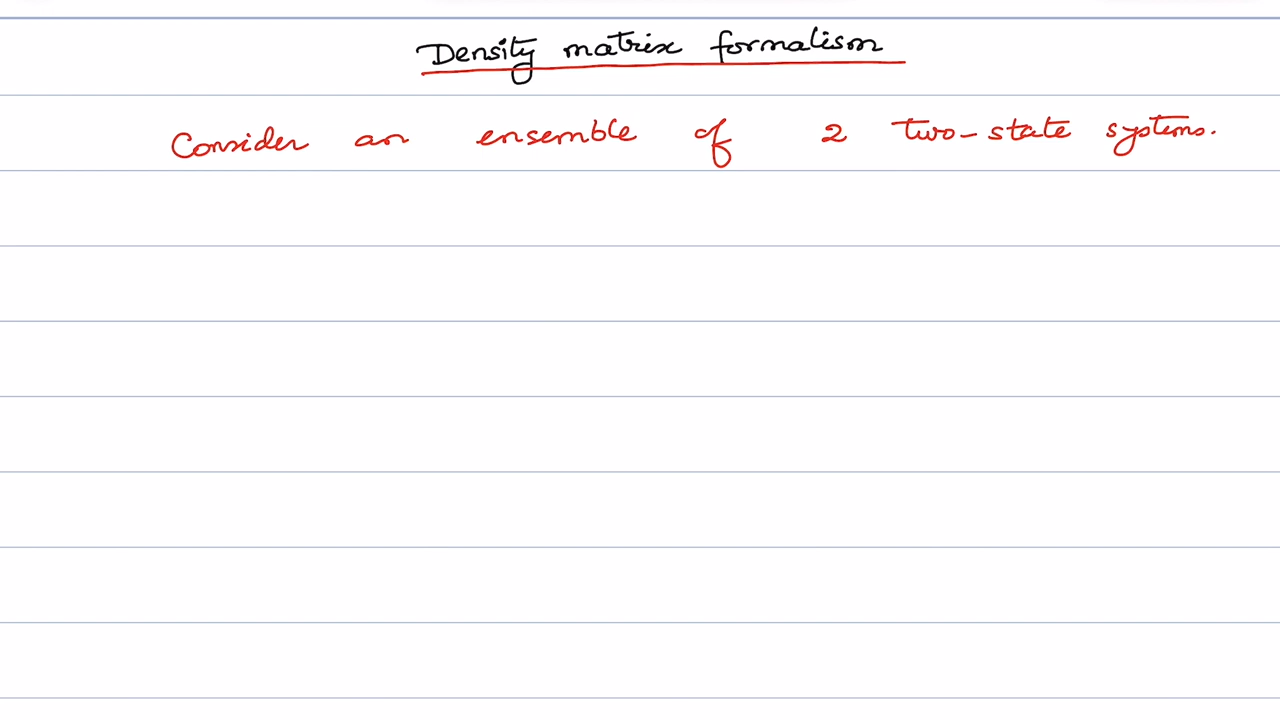 Density matrix formalism
Consider an ensemble of 2 two-state systems.